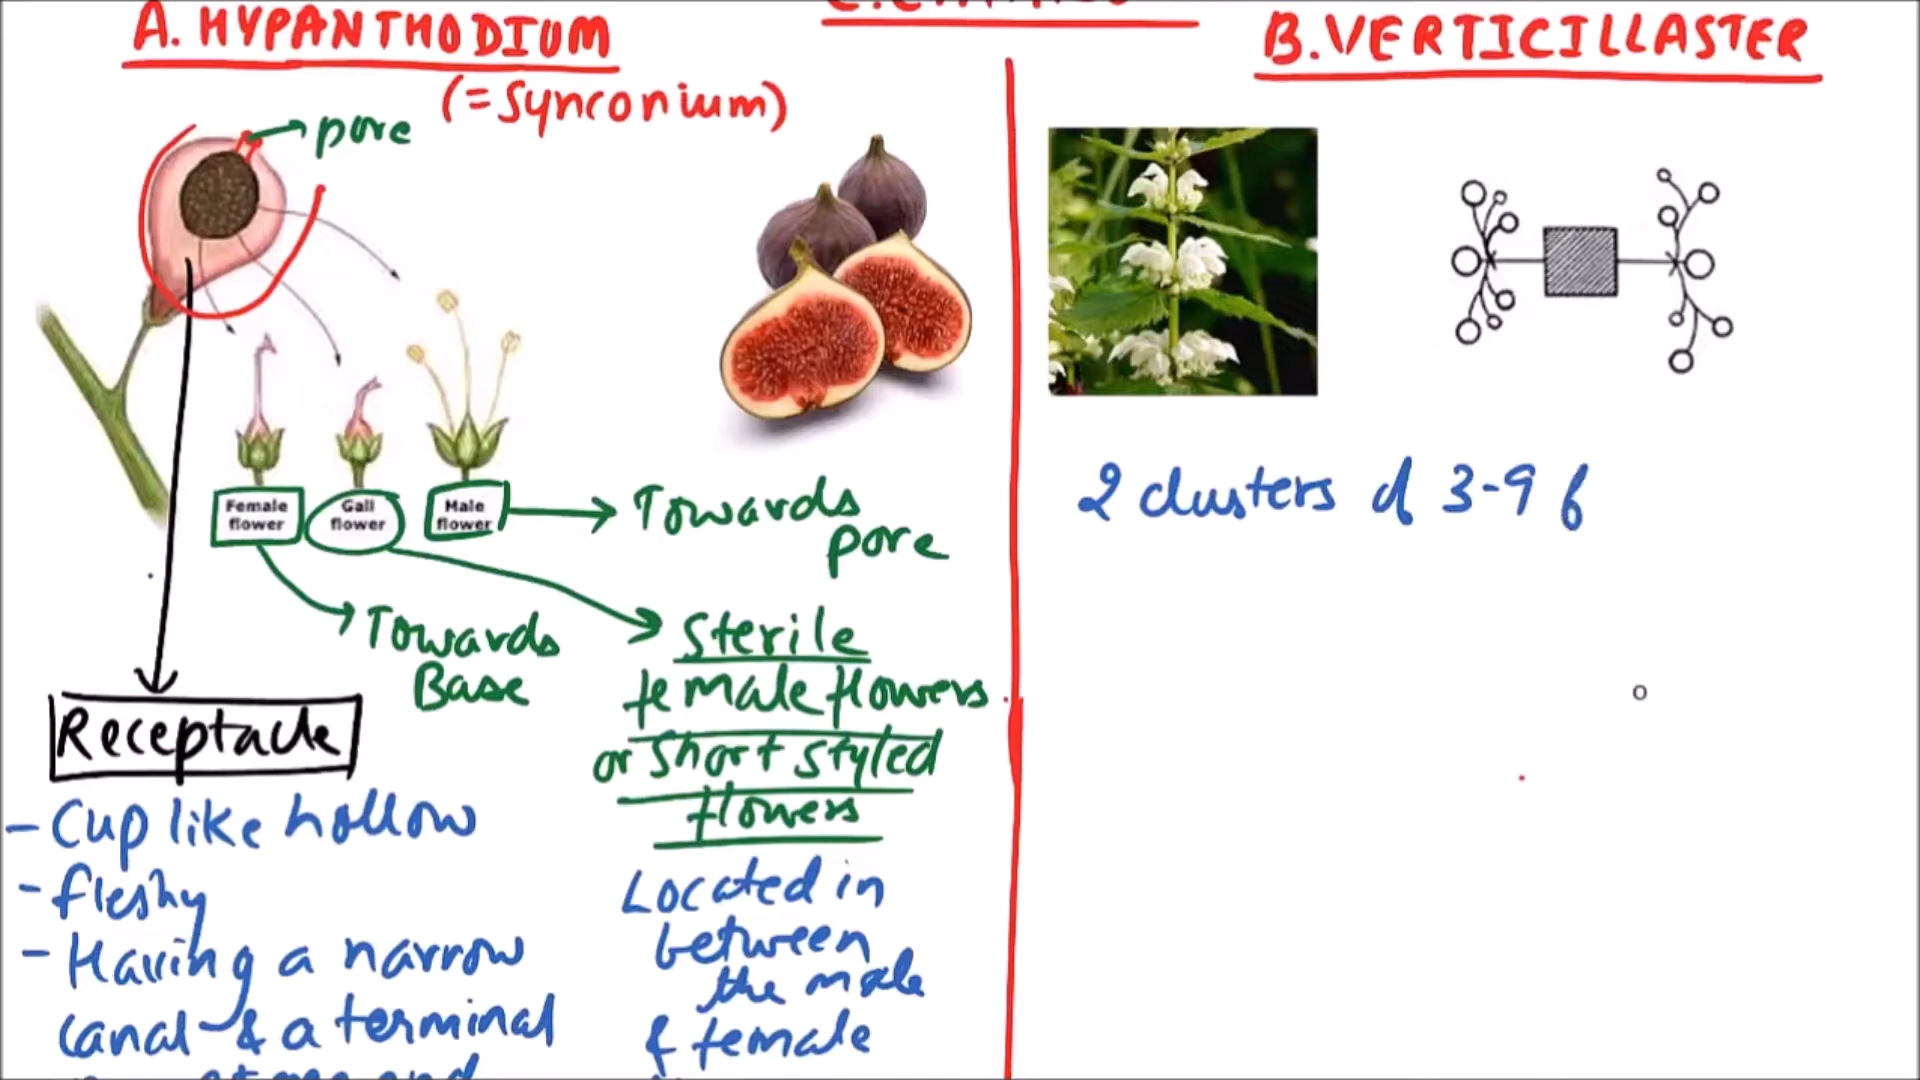 A. HYPANTHODIUM
(=Synconium)
pore
Female
flower
Gall
flower
Male
flower
Towards
pore
Towards
Base
Sterile
female flowers
or short styled
flowers
Receptacle
- Cup like hollow
- fleshy
- Having a narrow
canal & a terminal
Located in
between
the male
& female
B. VERTICILLASTER
2 clusters of 3-9 f